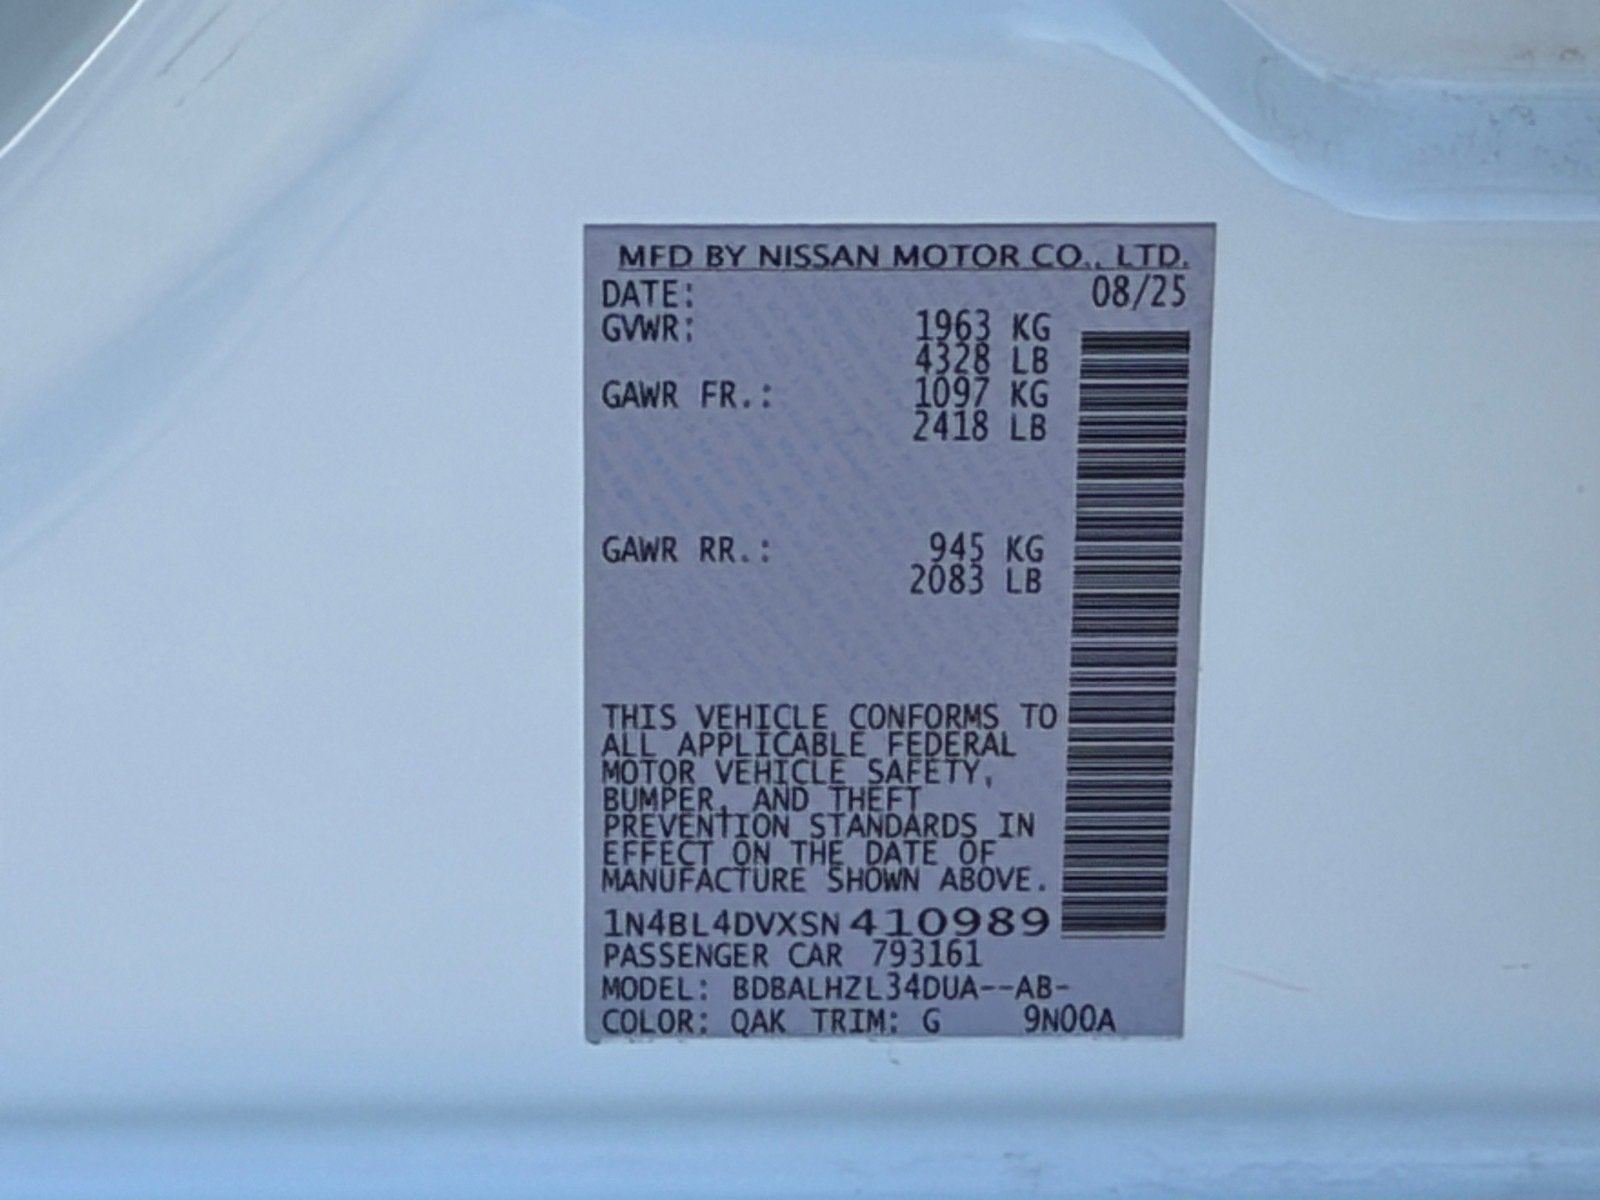 MFD BY NISSAN MOTOR CO., LTD.
DATE: 08/25
GVWR: 1963 KG
4328 LB
GAWR FR.: 1097 KG
2418 LB
GAWR RR.: 945 KG
2083 LB
THIS VEHICLE CONFORMS TO
ALL APPLICABLE FEDERAL
MOTOR VEHICLE SAFETY,
BUMPER, AND THEFT
PREVENTION STANDARDS IN
EFFECT ON THE DATE OF
MANUFACTURE SHOWN ABOVE.
1N4BL4DVXSN410989
PASSENGER CAR 793161
MODEL: BDBALHZL34DUA--AB-
COLOR: QAK TRIM: G 9N00A